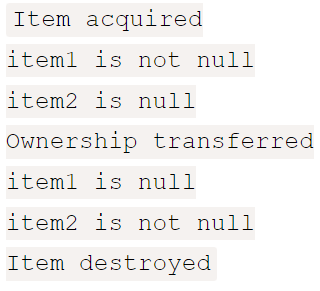 Item acquired
item1 is not null
item2 is null
Ownership transferred
item1 is null
item2 is not null
Item destroyed